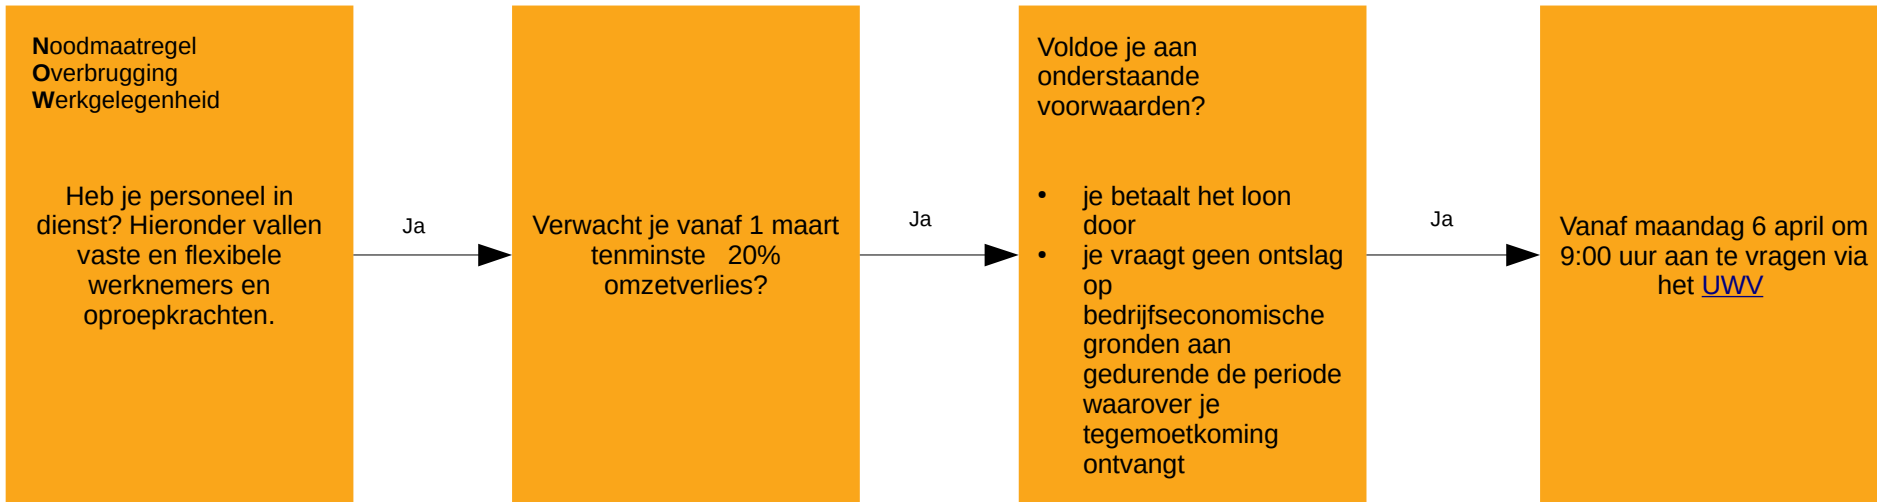 Noodmaatregel
Overbrugging
Werkgelegenheid
Heb je personeel in
dienst? Hieronder vallen
vaste en flexibele
werknemers en
oproepkrachten.
Ja
Verwacht je vanaf 1 maart
tenminste   20%
omzetverlies?
Ja
Voldoe je aan
onderstaande
voorwaarden?
• je betaalt het loon
door
• je vraagt geen ontslag
op
bedrijfseconomische
gronden aan
gedurende de periode
waarover je
tegemoetkoming
ontvangt
Ja
Vanaf maandag 6 april om
9:00 uur aan te vragen via
het UWV